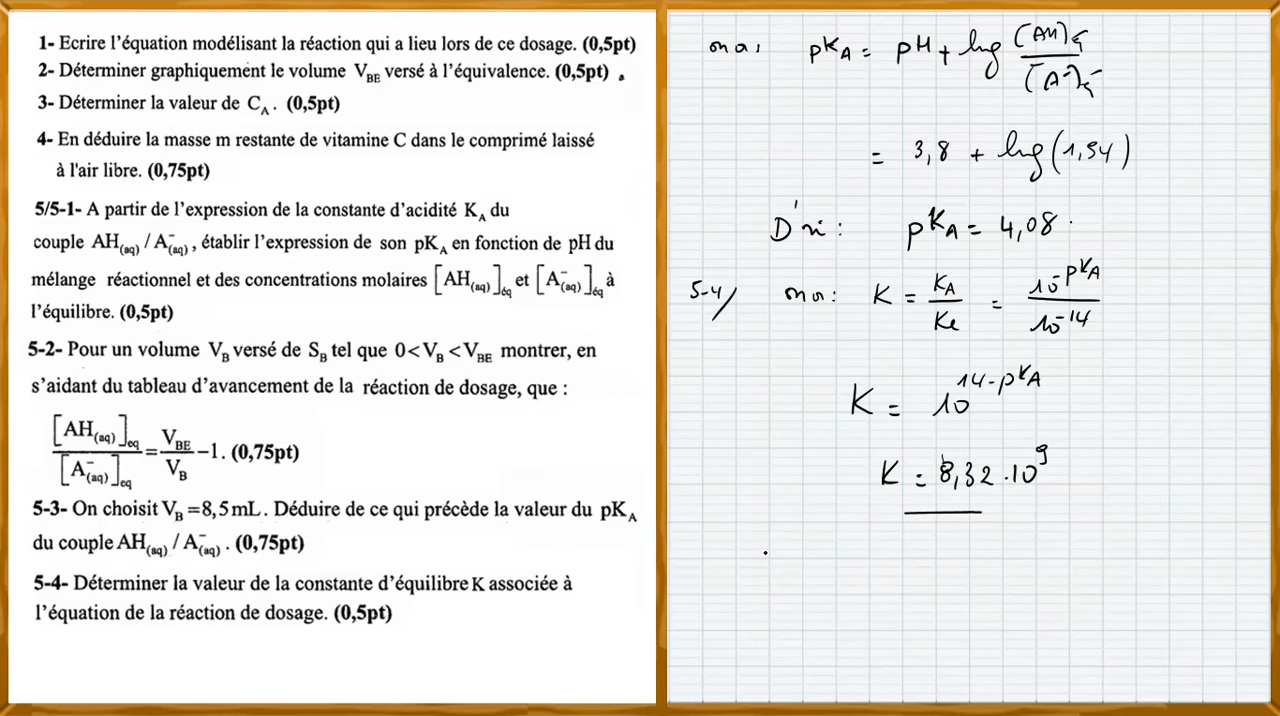 1- Ecrire l'équation modélisant la réaction qui a lieu lors de ce dosage. (0,5pt)
2- Déterminer graphiquement le volume V_BE versé à l'équivalence. (0,5pt)
3- Déterminer la valeur de C_A. (0,5pt)
4- En déduire la masse m restante de vitamine C dans le comprimé laissé
à l'air libre. (0,75pt)
5/5-1- A partir de l'expression de la constante d'acidité K_A du
couple AH(aq) / A⁻(aq), établir l'expression de son pK_A en fonction de pH du
mélange réactionnel et des concentrations molaires [AH(aq)]éq et [A⁻(aq)]éq à
l'équilibre. (0,5pt)
5-2- Pour un volume V_B versé de S_B tel que 0<V_B<V_BE montrer, en
s'aidant du tableau d'avancement de la réaction de dosage, que :
[AH(aq)]eq / [A⁻(aq)]eq = V_BE / V_B −1. (0,75pt)
5-3- On choisit V_B=8,5mL. Déduire de ce qui précède la valeur du pK_A
du couple AH(aq) / A⁻(aq). (0,75pt)
5-4- Déterminer la valeur de la constante d'équilibre K associée à
l'équation de la réaction de dosage. (0,5pt)
on a: pK_A = pH + log [AH]éq / [A⁻]éq
= 3,8 + log(1,94)
D'où : pK_A = 4,08
5-4/ on a: K = K_A / Ke = 10^-pKA / 10^-14
K = 10^14-pKA
K = 8,32 . 10^9